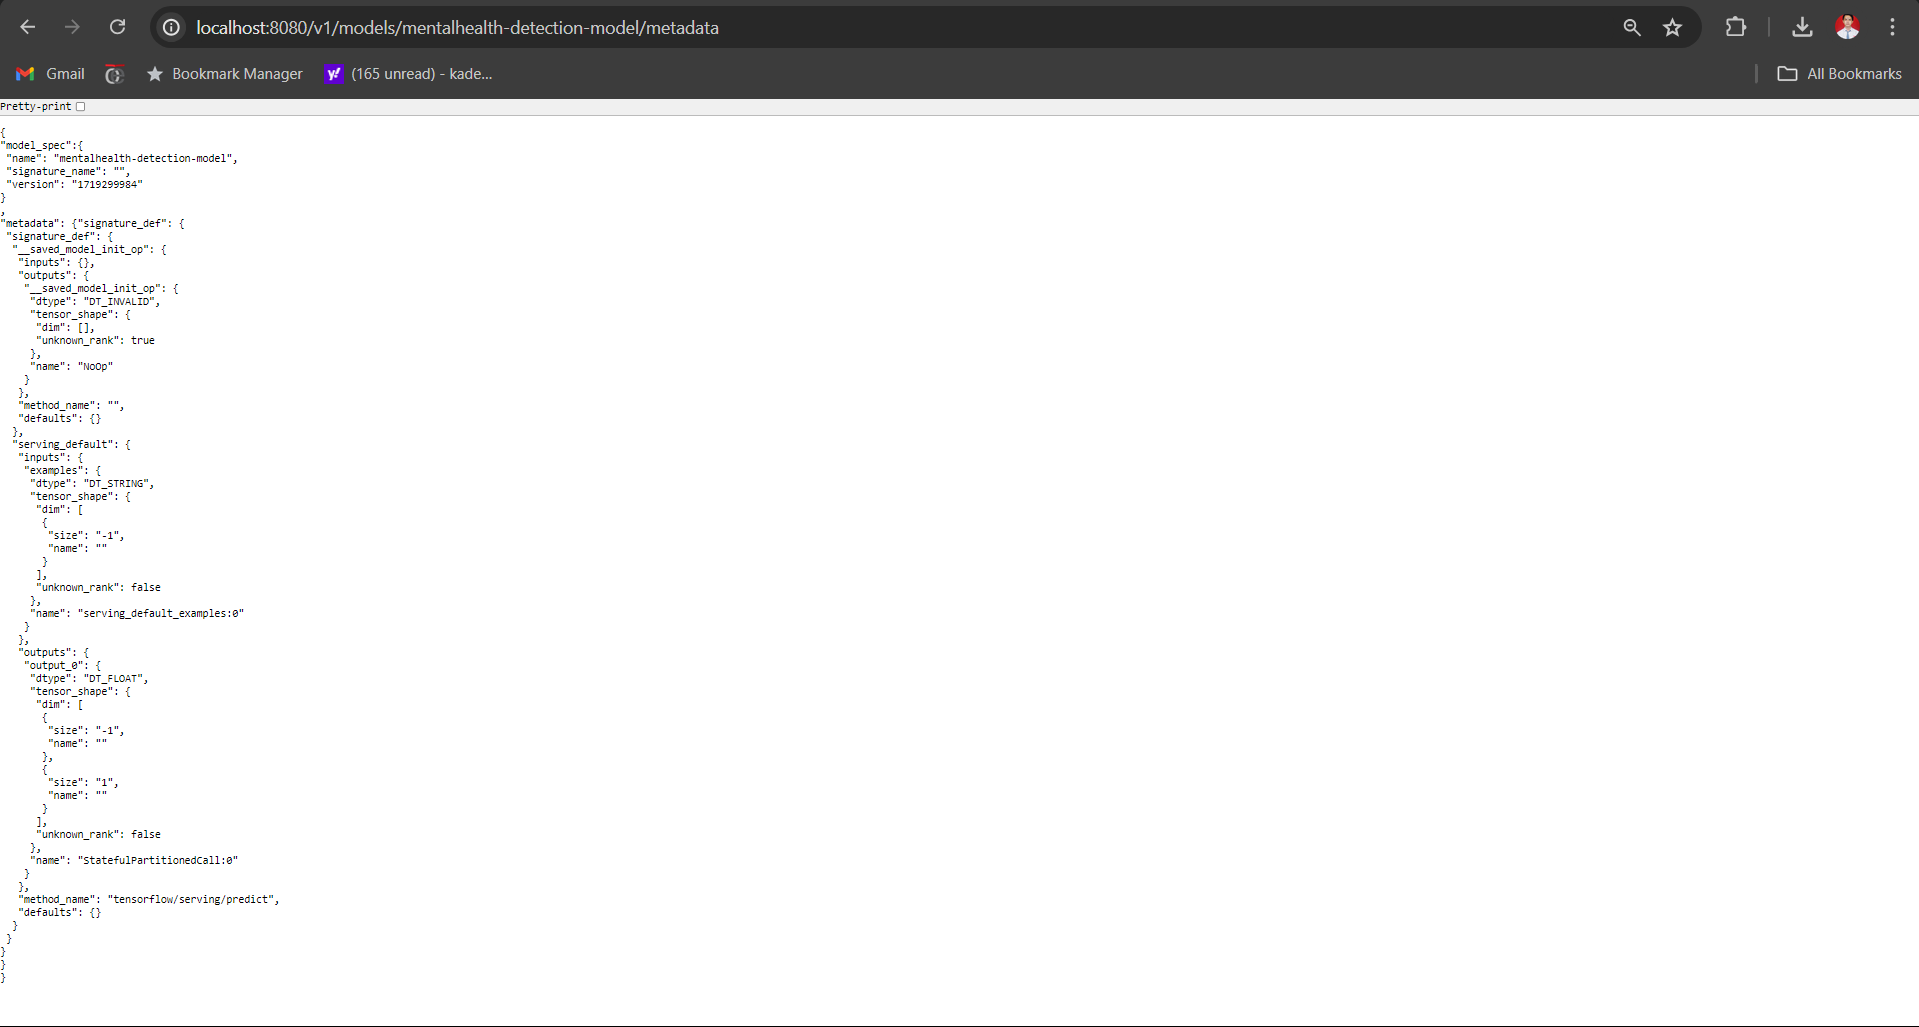 localhost:8080/v1/models/mentalhealth-detection-model/metadata
Gmail
Bookmark Manager
(165 unread) - kade...
All Bookmarks
Pretty-print
{
"model_spec":{
 "name": "mentalhealth-detection-model",
 "signature_name": "",
 "version": "1719299984"
}
,
"metadata": {"signature_def": {
 "signature_def": {
  "__saved_model_init_op": {
   "inputs": {},
   "outputs": {
    "__saved_model_init_op": {
     "dtype": "DT_INVALID",
     "tensor_shape": {
      "dim": [],
      "unknown_rank": true
     },
     "name": "NoOp"
    }
   },
   "method_name": "",
   "defaults": {}
  },
  "serving_default": {
   "inputs": {
    "examples": {
     "dtype": "DT_STRING",
     "tensor_shape": {
      "dim": [
       {
        "size": "-1",
        "name": ""
       }
      ],
      "unknown_rank": false
     },
     "name": "serving_default_examples:0"
    }
   },
   "outputs": {
    "output_0": {
     "dtype": "DT_FLOAT",
     "tensor_shape": {
      "dim": [
       {
        "size": "-1",
        "name": ""
       },
       {
        "size": "1",
        "name": ""
       }
      ],
      "unknown_rank": false
     },
     "name": "StatefulPartitionedCall:0"
    }
   },
   "method_name": "tensorflow/serving/predict",
   "defaults": {}
  }
 }
}
}
}